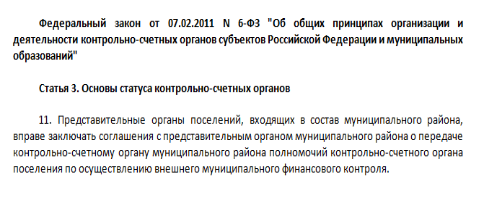 Федеральный закон от 07.02.2011 N 6-ФЗ "Об общих принципах организации и
деятельности контрольно-счетных органов субъектов Российской Федерации и муниципальных
образований"
Статья 3. Основы статуса контрольно-счетных органов
11. Представительные органы поселений, входящих в состав муниципального района,
вправе заключать соглашения с представительным органом муниципального района о передаче
контрольно-счетному органу муниципального района полномочий контрольно-счетного органа
поселения по осуществлению внешнего муниципального финансового контроля.